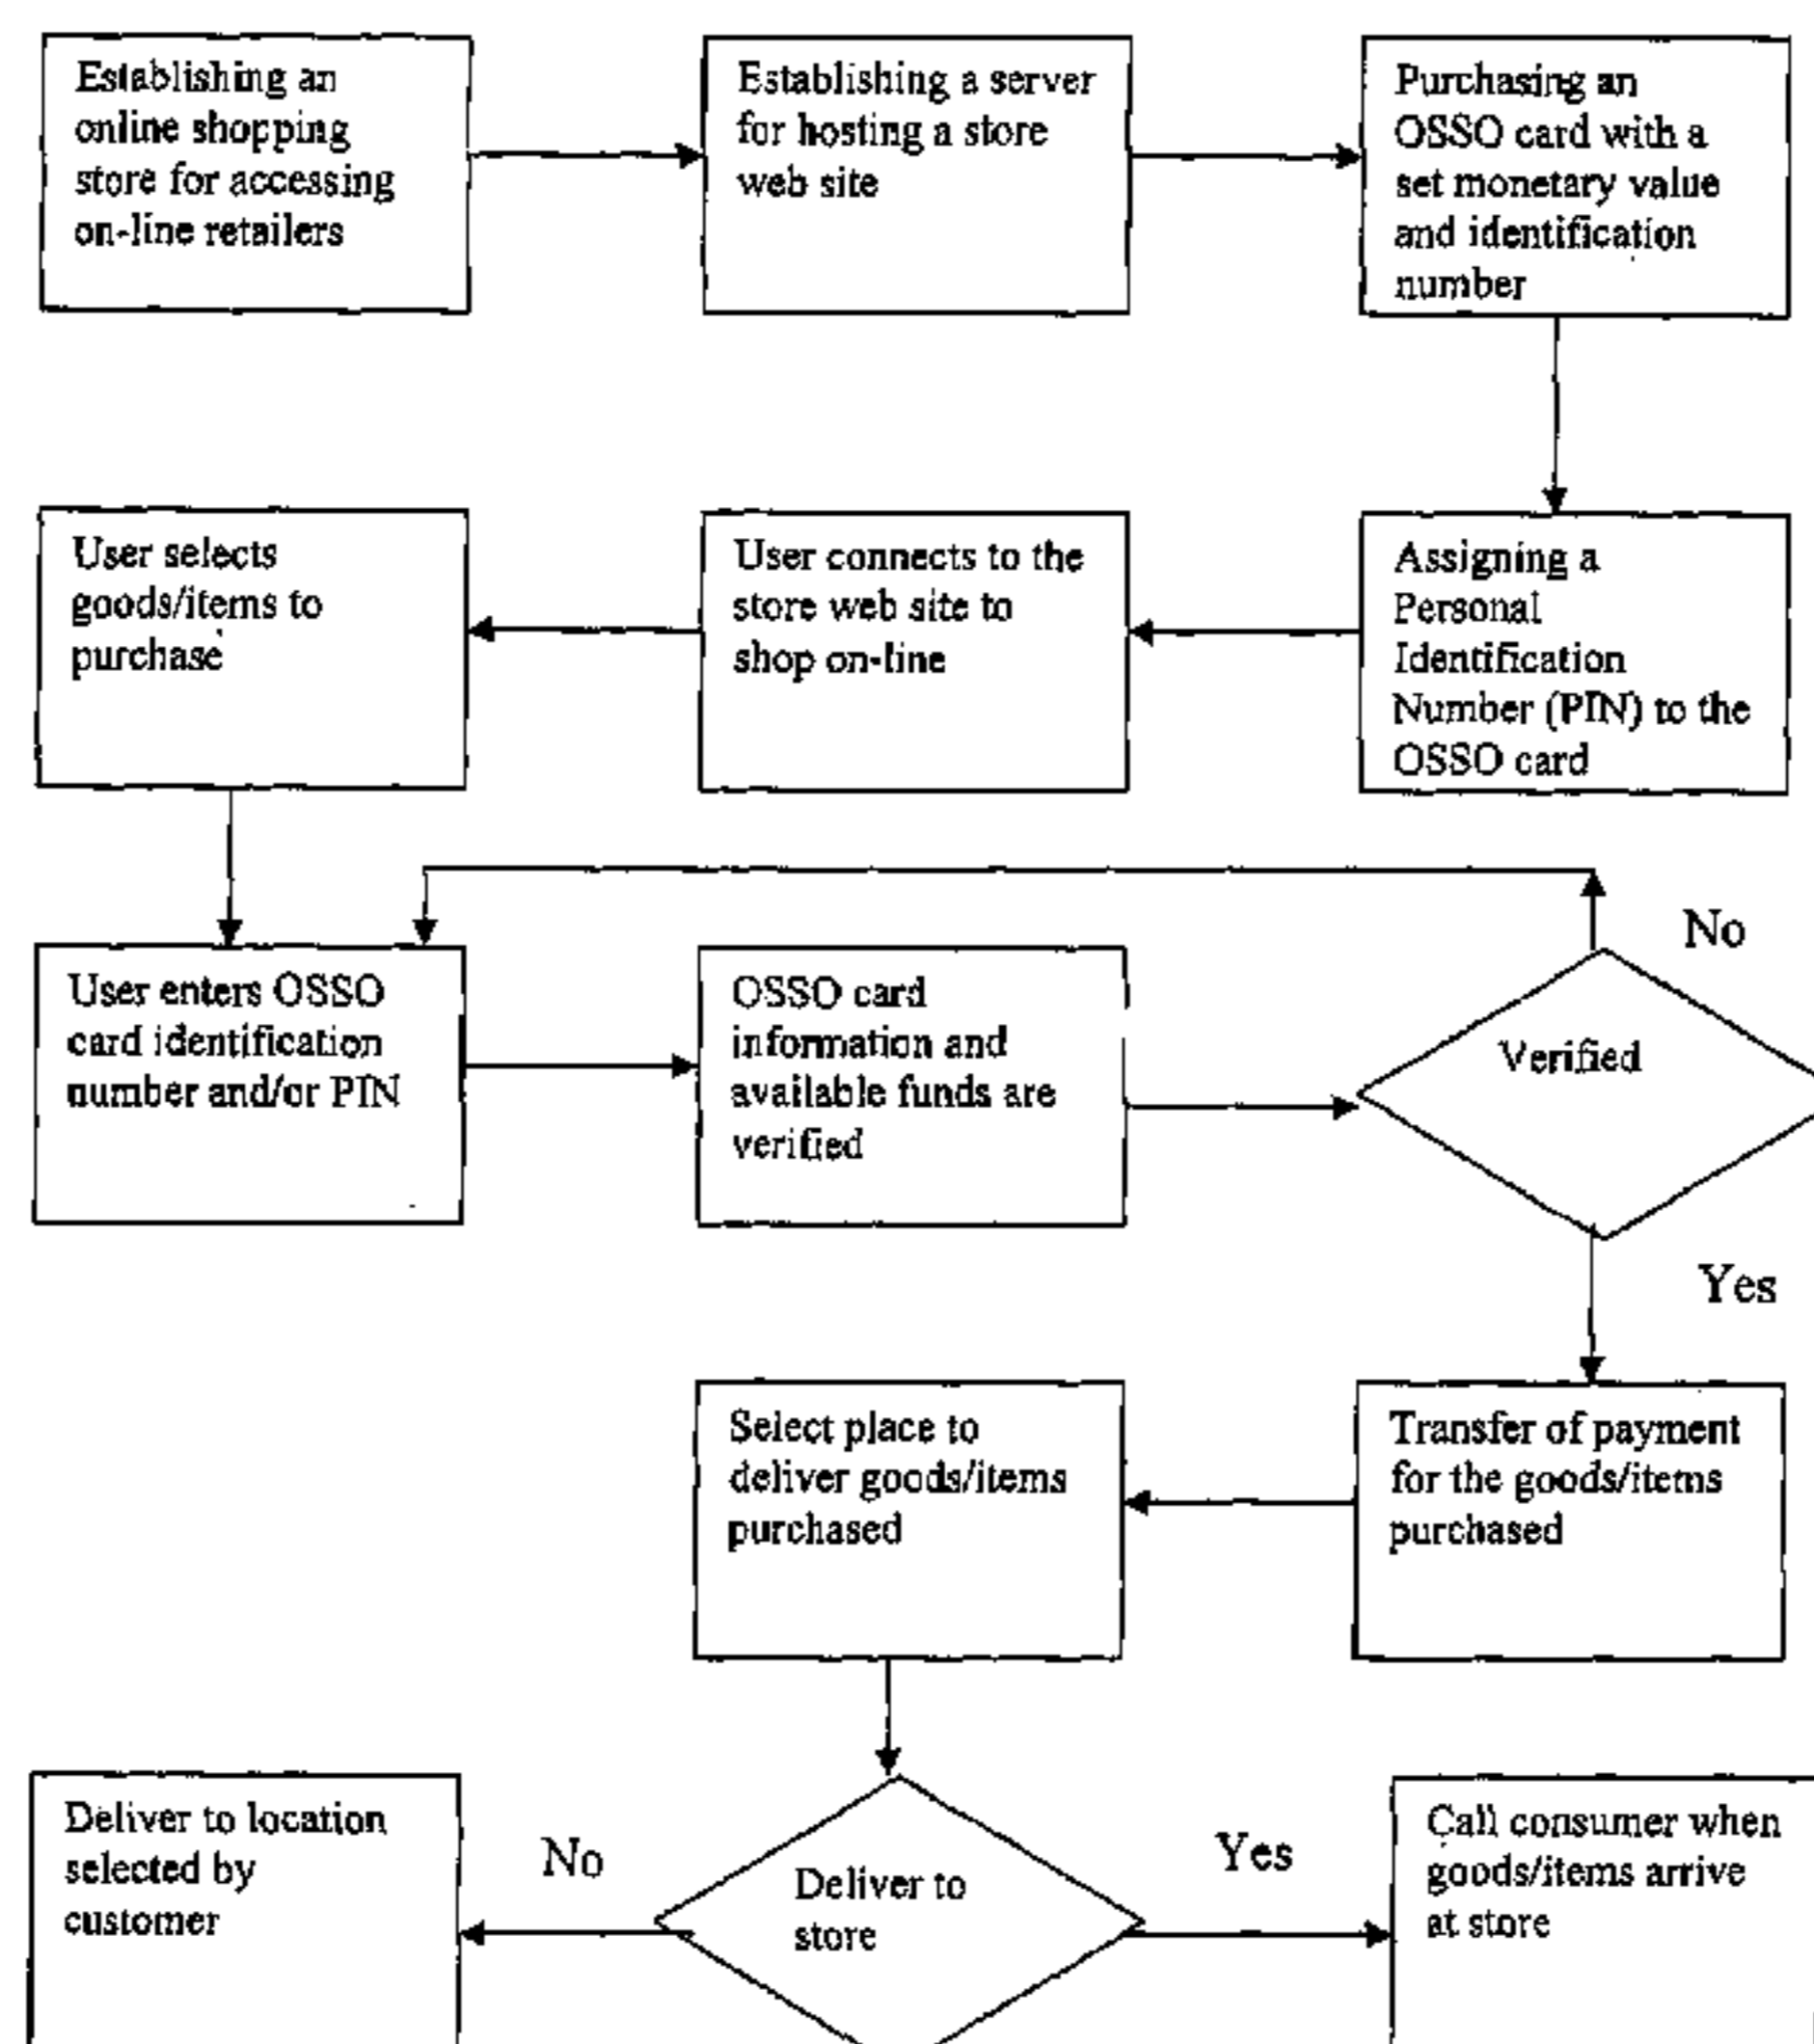 Establishing an
online shopping
store for accessing
on-line retailers
Establishing a server
for hosting a store
web site
Purchasing an
OSSO card with a
set monetary value
and identification
number
Assigning a
Personal
Identification
Number (PIN) to the
OSSO card
User connects to the
store web site to
shop on-line
User selects
goods/items to
purchase
User enters OSSO
card identification
number and/or PIN
OSSO card
information and
available funds are
verified
Verified
No
Yes
Transfer of payment
for the goods/items
purchased
Select place to
deliver goods/items
purchased
Deliver to
store
No
Deliver to location
selected by
customer
Yes
Call consumer when
goods/items arrive
at store